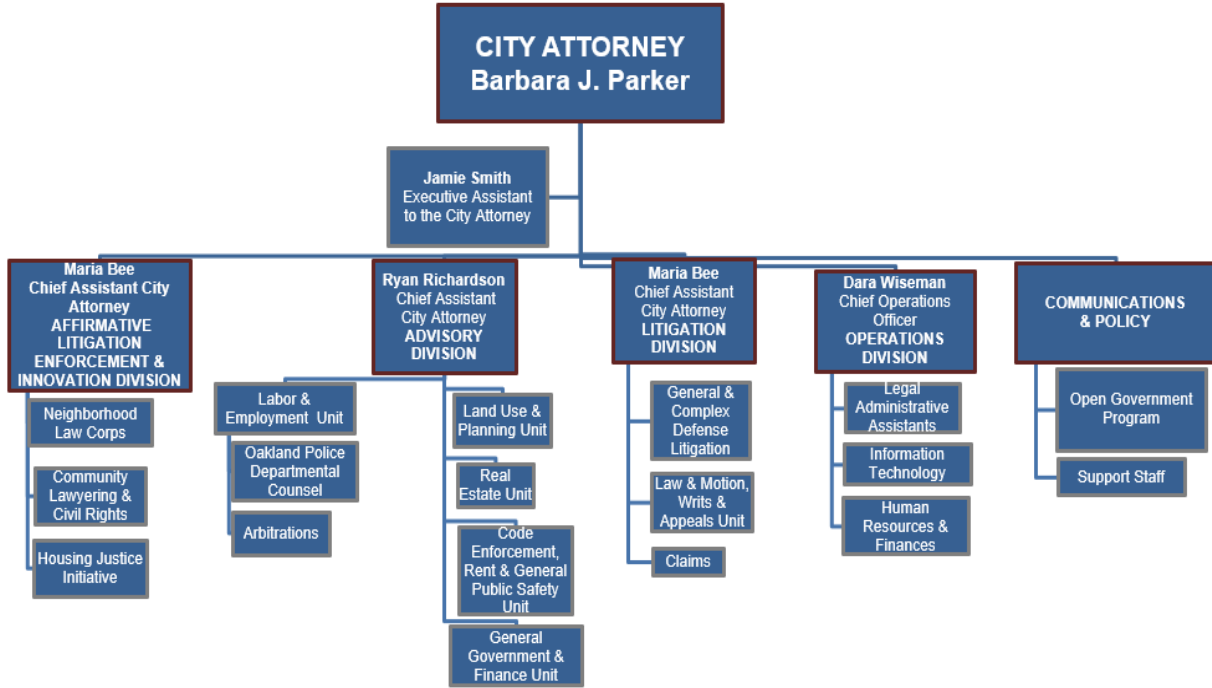 CITY ATTORNEY
Barbara J. Parker
Jamie Smith
Executive Assistant
to the City Attorney
Maria Bee
Chief Assistant City
Attorney
AFFIRMATIVE
LITIGATION
ENFORCEMENT &
INNOVATION DIVISION
Neighborhood
Law Corps
Community
Lawyering &
Civil Rights
Housing Justice
Initiative
Ryan Richardson
Chief Assistant
City Attorney
ADVISORY
DIVISION
Labor &
Employment Unit
Oakland Police
Departmental
Counsel
Arbitrations
Land Use &
Planning Unit
Real
Estate Unit
Code
Enforcement,
Rent & General
Public Safety
Unit
General
Government &
Finance Unit
Maria Bee
Chief Assistant
City Attorney
LITIGATION
DIVISION
General &
Complex
Defense
Litigation
Law & Motion,
Writs &
Appeals Unit
Claims
Dara Wiseman
Chief Operations
Officer
OPERATIONS
DIVISION
Legal
Administrative
Assistants
Information
Technology
Human
Resources &
Finances
COMMUNICATIONS
& POLICY
Open Government
Program
Support Staff